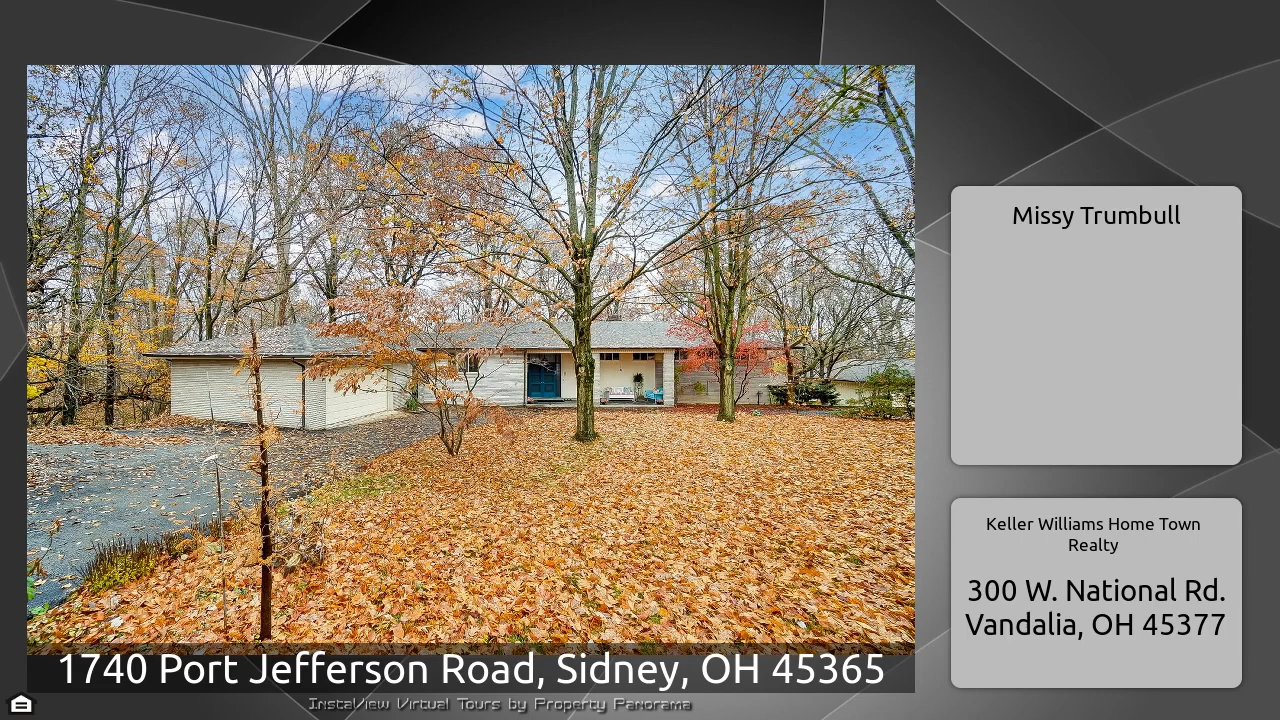 Missy Trumbull
Keller Williams Home Town
Realty
300 W. National Rd.
Vandalia, OH 45377
1740 Port Jefferson Road, Sidney, OH 45365
InstaView Virtual Tours by Property Panorama